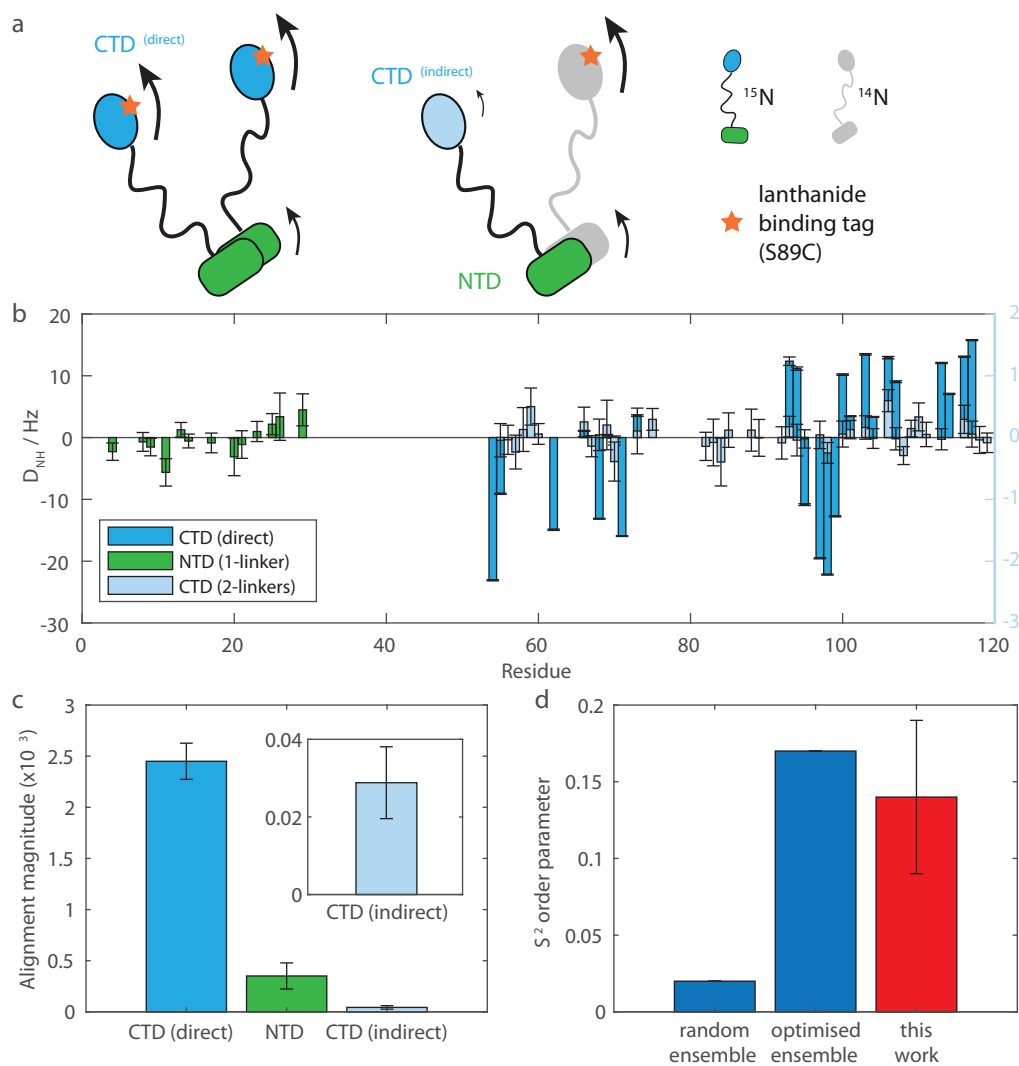 a
CTD (direct)
CTD (indirect)
NTD
15N
14N
lanthanide
binding tag
(S89C)
b
20
10
0
-10
-20
-30
DNH / Hz
2
1
0
-1
-2
-3
CTD (direct)
NTD (1-linker)
CTD (2-linkers)
0
20
40
60
80
100
120
Residue
c
3
2.5
2
1.5
1
0.5
0
Alignment magnitude (x10 -3)
0.04
0.02
0
CTD (indirect)
CTD (direct)
NTD
CTD (indirect)
d
0.2
0.15
0.1
0.05
0
S2 order parameter
random
ensemble
optimised
ensemble
this
work